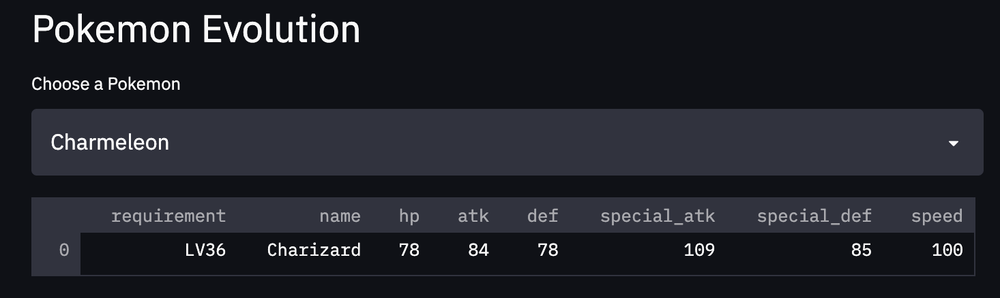 Pokemon Evolution
Choose a Pokemon
Charmeleon
requirement name hp atk def special_atk special_def speed
0 LV36 Charizard 78 84 78 109 85 100